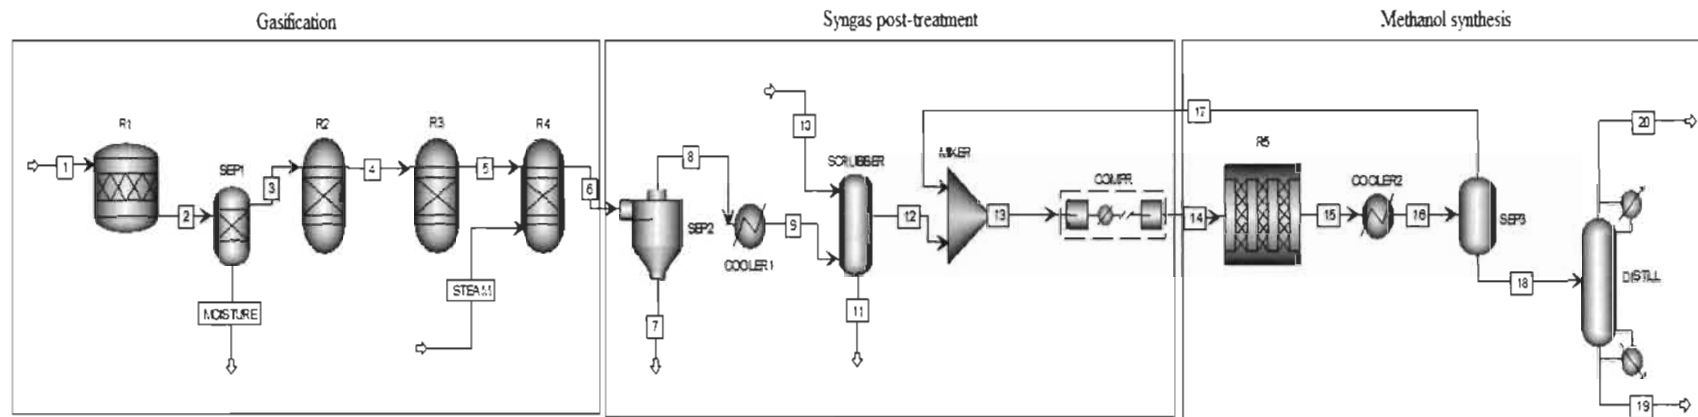 Gasification
Syngas post-treatment
Methanol synthesis
R1
SEP1
R2
R3
R4
1
2
3
4
5
6
MOISTURE
STEAM
7
8
SEP2
COOLER1
9
10
SCRUBBER
11
12
MIXER
13
COMPR
14
17
R5
15
COOLER2
16
SEP3
18
DISTILL
20
19